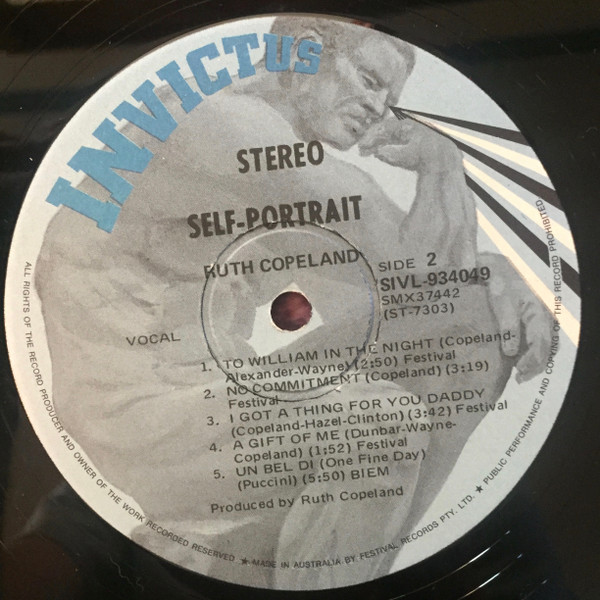 INVICTUS
STEREO
SELF-PORTRAIT
RUTH COPELAND
SIDE 2
SIVL-934049
SMX37442
(ST-7303)
VOCAL
1. TO WILLIAM IN THE NIGHT (Copeland-
Alexander-Wayne) (2:50) Festival
2. NO COMMITMENT (Copeland) (3:19)
Festival
3. I GOT A THING FOR YOU DADDY
(Copeland-Hazel-Clinton) (3:42) Festival
4. A GIFT OF ME (Dunbar-Wayne-
Copeland) (1:52) Festival
5. UN BEL DI (One Fine Day)
(Puccini) (5:50) BIEM
Produced by Ruth Copeland
ALL RIGHTS OF THE RECORD PRODUCER AND OWNER OF THE WORK RECORDED RESERVED ★ MADE IN AUSTRALIA BY FESTIVAL RECORDS PTY. LTD. ★ PUBLIC PERFORMANCE AND COPYING OF THIS RECORD PROHIBITED